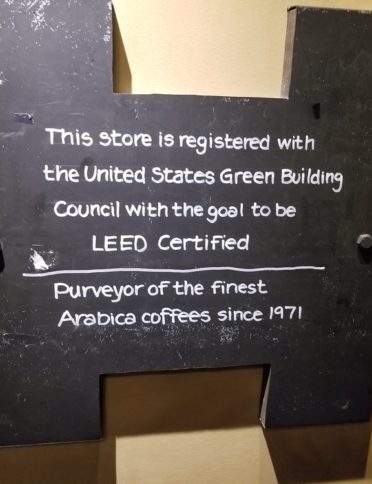 This store is registered with
the United States Green Building
Council with the goal to be
LEED Certified
Purveyor of the finest
Arabica coffees since 1971